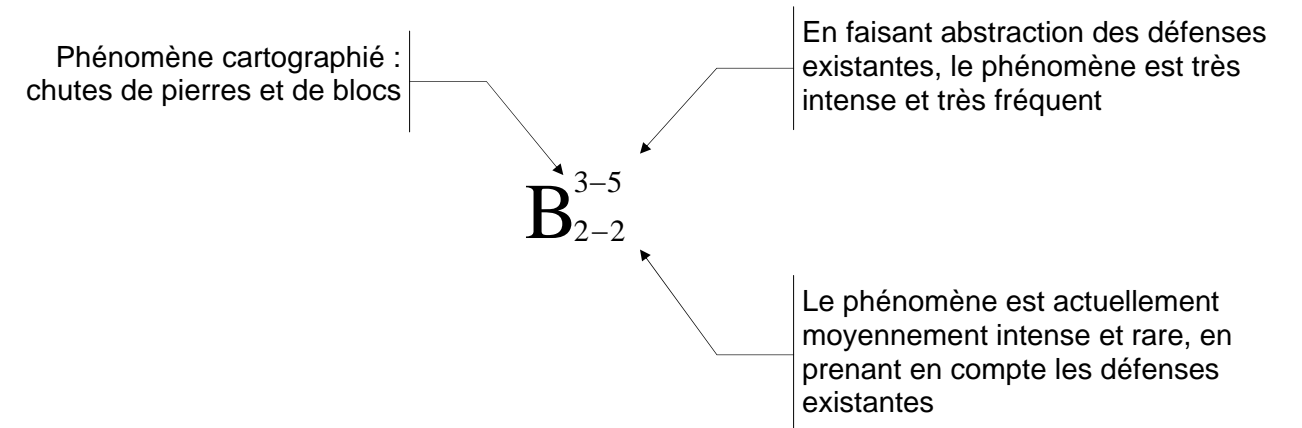 Phénomène cartographié :
chutes de pierres et de blocs
En faisant abstraction des défenses
existantes, le phénomène est très
intense et très fréquent
B 3–5
2–2
Le phénomène est actuellement
moyennement intense et rare, en
prenant en compte les défenses
existantes